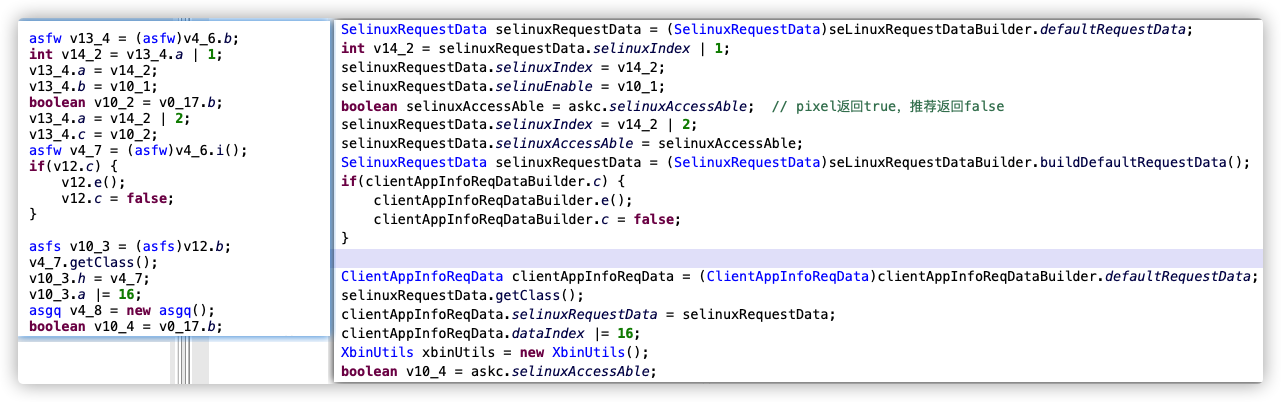 asfw v13_4 = (asfw)v4_6.b;
int v14_2 = v13_4.a | 1;
v13_4.a = v14_2;
v13_4.b = v10_1;
boolean v10_2 = v0_17.b;
v13_4.a = v14_2 | 2;
v13_4.c = v10_2;
asfw v4_7 = (asfw)v4_6.i();
if(v12.c) {
    v12.e();
    v12.c = false;
}
asfs v10_3 = (asfs)v12.b;
v4_7.getClass();
v10_3.h = v4_7;
v10_3.a |= 16;
asgq v4_8 = new asgq();
boolean v10_4 = v0_17.b;
SelinuxRequestData selinuxRequestData = (SelinuxRequestData)seLinuxRequestDataBuilder.defaultRequestData;
int v14_2 = selinuxRequestData.selinuxIndex | 1;
selinuxRequestData.selinuxIndex = v14_2;
selinuxRequestData.selinuEnable = v10_1;
boolean selinuxAccessAble = askc.selinuxAccessAble;  // pixel返回true，推荐返回false
selinuxRequestData.selinuxIndex = v14_2 | 2;
selinuxRequestData.selinuxAccessAble = selinuxAccessAble;
SelinuxRequestData selinuxRequestData = (SelinuxRequestData)seLinuxRequestDataBuilder.buildDefaultRequestData();
if(clientAppInfoReqDataBuilder.c) {
    clientAppInfoReqDataBuilder.e();
    clientAppInfoReqDataBuilder.c = false;
}
ClientAppInfoReqData clientAppInfoReqData = (ClientAppInfoReqData)clientAppInfoReqDataBuilder.defaultRequestData;
selinuxRequestData.getClass();
clientAppInfoReqData.selinuxRequestData = selinuxRequestData;
clientAppInfoReqData.dataIndex |= 16;
XbinUtils xbinUtils = new XbinUtils();
boolean v10_4 = askc.selinuxAccessAble;